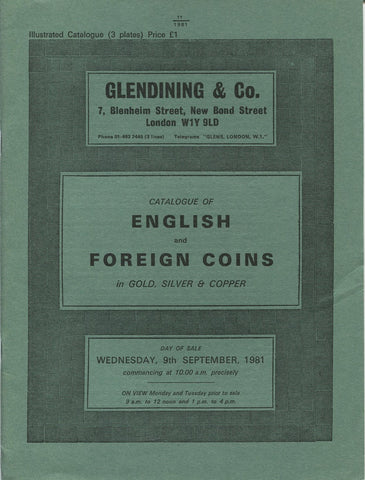 11
1981
Illustrated Catalogue (3 plates) Price £1
GLENDINING & Co.
7, Blenheim Street, New Bond Street
London W1Y 9LD
Phone 01-493 2445 (3 lines) Telegrams "GLENS, LONDON, W.1."
CATALOGUE OF
ENGLISH
and
FOREIGN COINS
in GOLD, SILVER & COPPER
DAY OF SALE
WEDNESDAY, 9th SEPTEMBER, 1981
commencing at 10.00 a.m. precisely
ON VIEW Monday and Tuesday prior to sale
9 a.m. to 12 noon and 1 p.m. to 4 p.m.